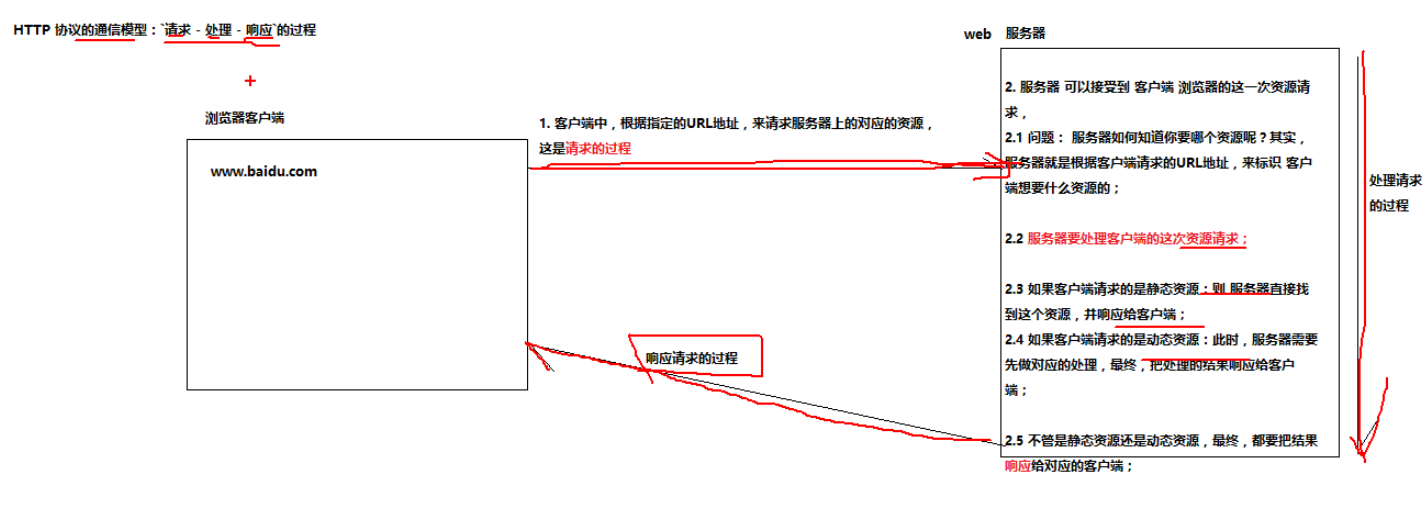 HTTP 协议的通信模型：`请求 - 处理 - 响应`的过程
web 服务器
浏览器客户端
www.baidu.com
1. 客户端中，根据指定的URL地址，来请求服务器上的对应的资源，
这是请求的过程
2. 服务器 可以接受到 客户端 浏览器的这一次资源请
求，
2.1 问题： 服务器如何知道你要哪个资源呢？其实，
服务器就是根据客户端请求的URL地址，来标识 客户
端想要什么资源的；
2.2 服务器要处理客户端的这次资源请求；
2.3 如果客户端请求的是静态资源：则 服务器直接找
到这个资源，并响应给客户端；
2.4 如果客户端请求的是动态资源：此时，服务器需要
先做对应的处理，最终，把处理的结果响应给客户
端；
2.5 不管是静态资源还是动态资源，最终，都要把结果
响应给对应的客户端；
处理请求
的过程
响应请求的过程